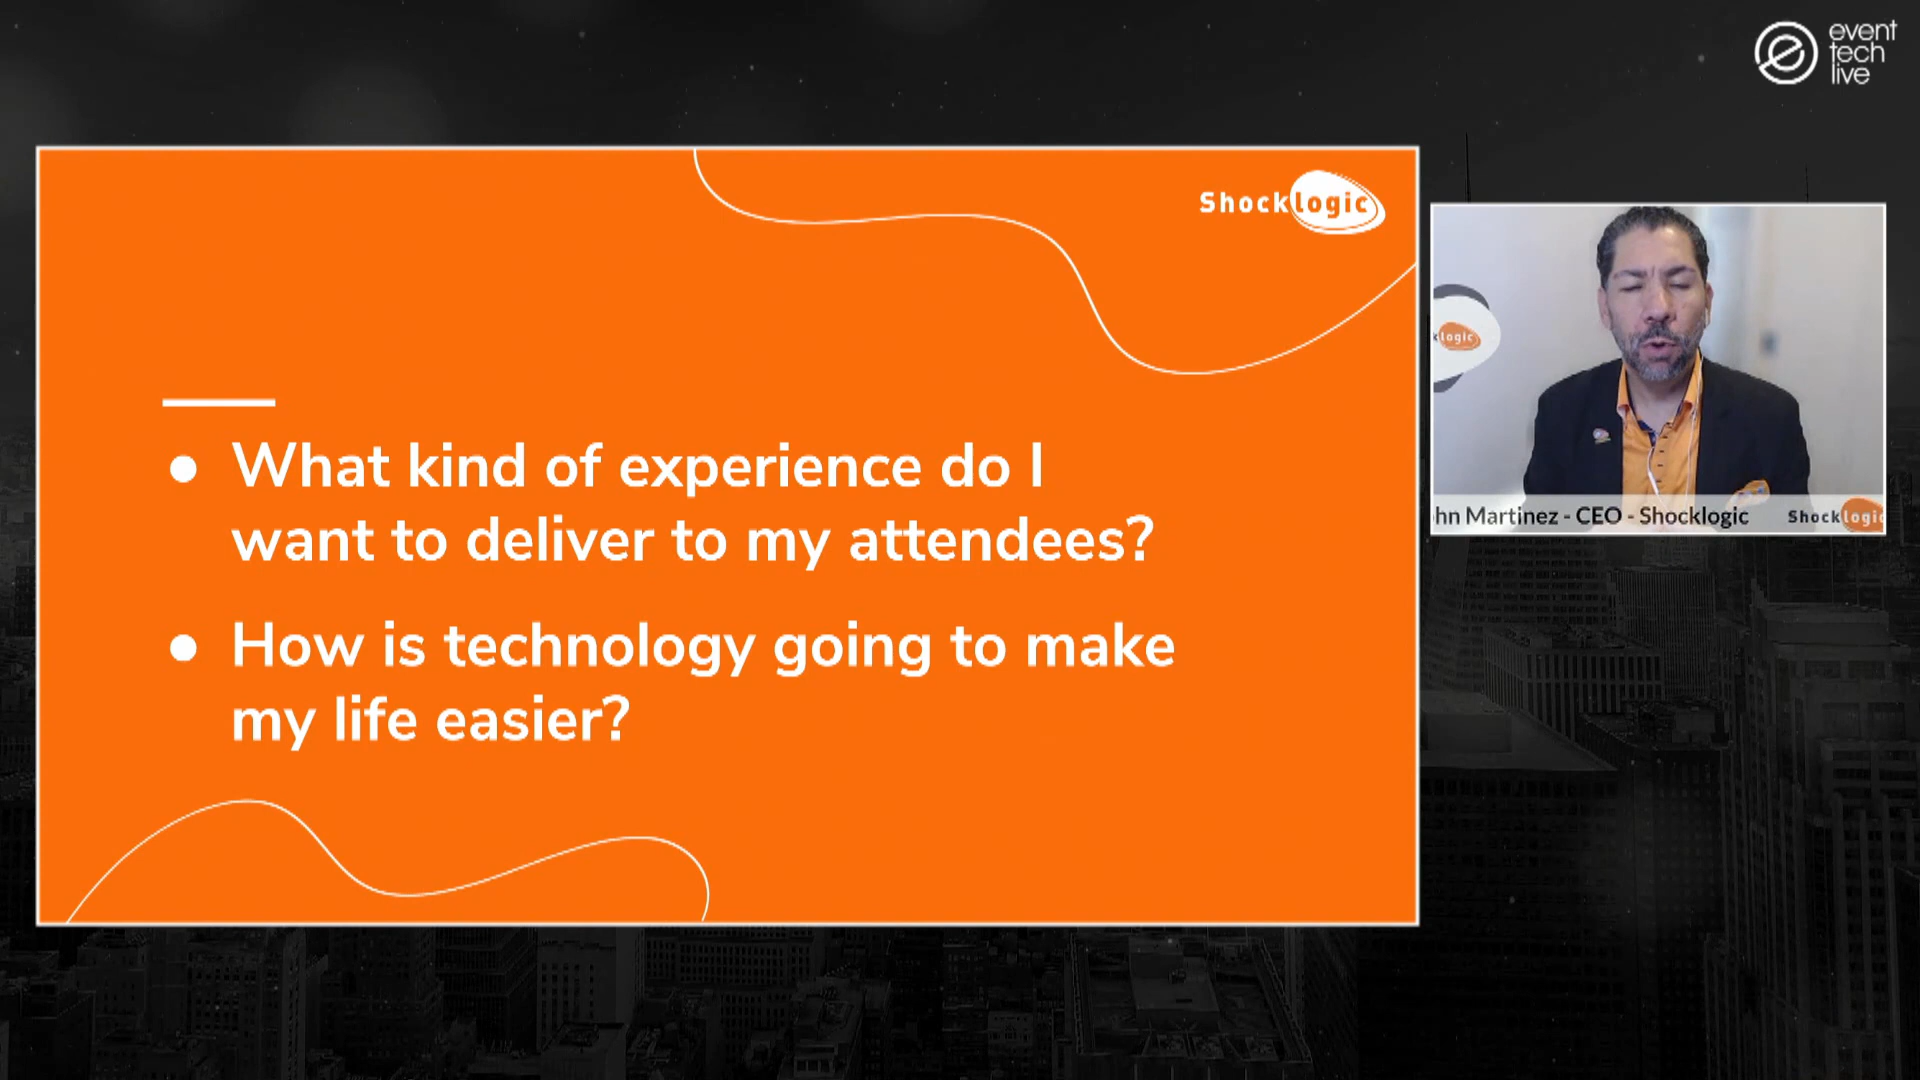 event
tech
live
Shocklogic
What kind of experience do I
want to deliver to my attendees?
How is technology going to make
my life easier?
logic
hn Martinez - CEO - Shocklogic
Shocklogic